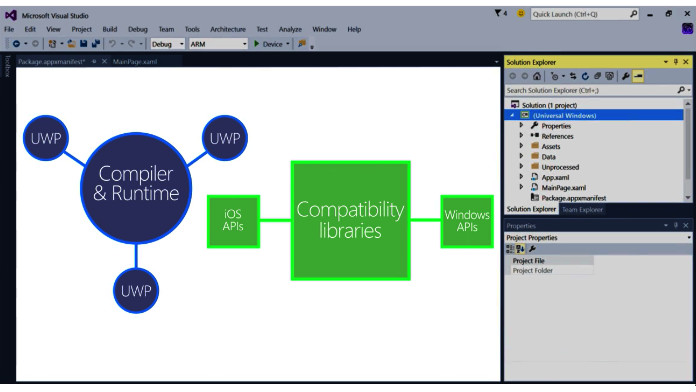 Microsoft Visual Studio
4
Quick Launch (Ctrl+Q)
File Edit View Project Build Debug Team Tools Architecture Test Analyze Window Help
Debug ARM Device
Toolbox
Package.appxmanifest* MainPage.xaml
UWP
UWP
Compiler
& Runtime
UWP
iOS
APIs
Compatibility
libraries
Windows
APIs
Solution Explorer
Search Solution Explorer (Ctrl+;)
Solution (1 project)
(Universal Windows)
Properties
References
Assets
Data
Unprocessed
App.xaml
MainPage.xaml
Package.appxmanifest
Solution Explorer Team Explorer
Properties
Project Properties
Project File
Project Folder